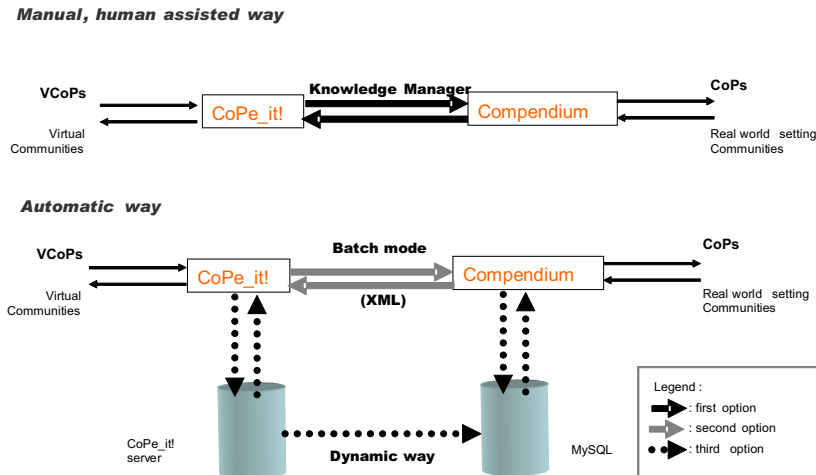 Manual, human assisted way
VCoPs
Knowledge Manager
CoPs
CoPe_it!
Compendium
Virtual
Communities
Real world setting
Communities
Automatic way
VCoPs
Batch mode
CoPs
CoPe_it!
Compendium
Virtual
Communities
(XML)
Real world setting
Communities
Legend :
: first option
: second option
: third option
CoPe_it!
server
Dynamic way
MySQL